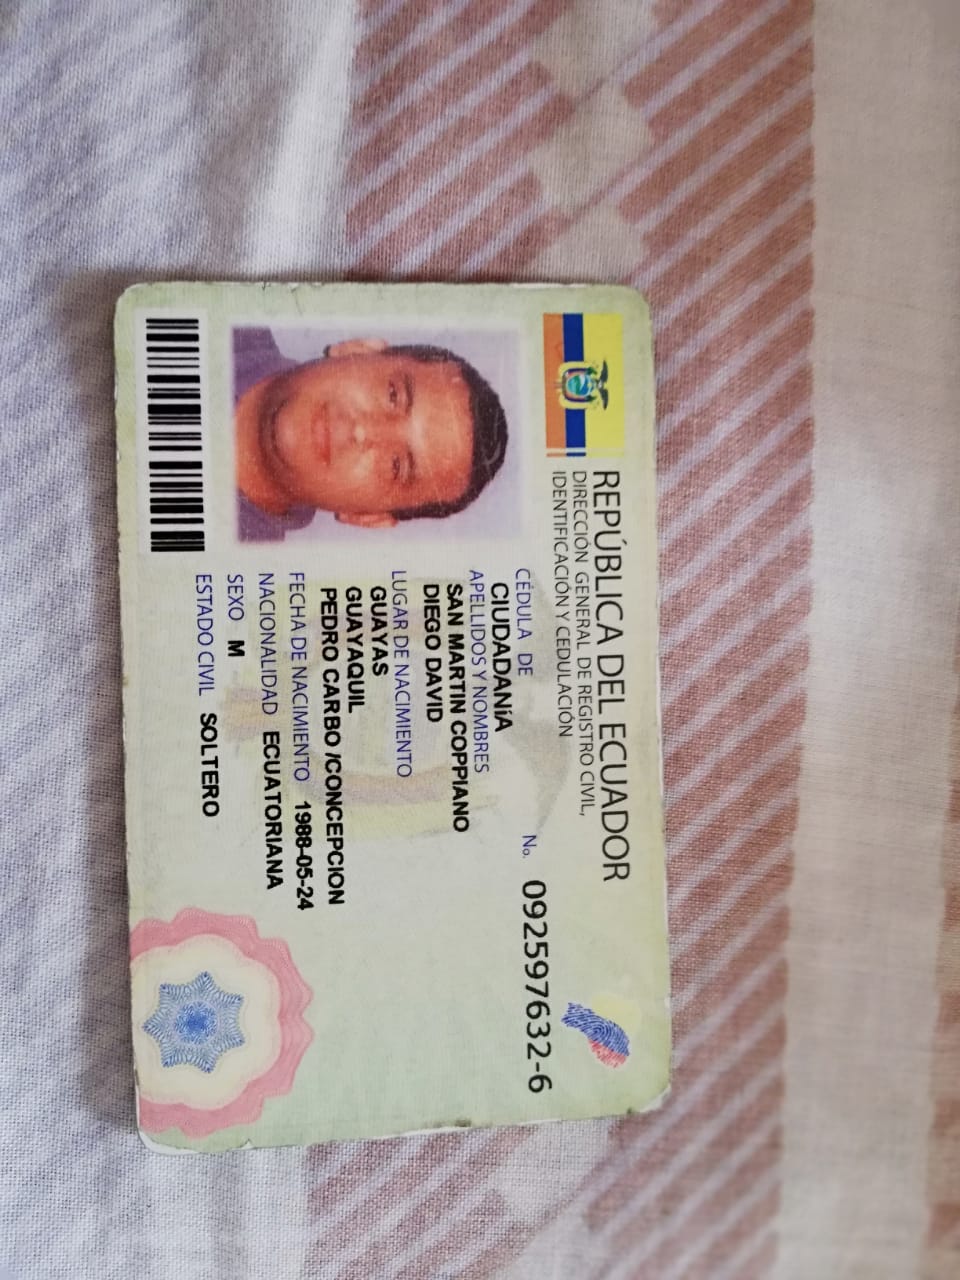 REPÚBLICA DEL ECUADOR
DIRECCIÓN GENERAL DE REGISTRO CIVIL,
IDENTIFICACIÓN Y CEDULACIÓN
CÉDULA DE No. 092597632-6
CIUDADANÍA
APELLIDOS Y NOMBRES
SAN MARTIN COPPIANO
DIEGO DAVID
LUGAR DE NACIMIENTO
GUAYAS
GUAYAQUIL
PEDRO CARBO /CONCEPCION
FECHA DE NACIMIENTO 1988-05-24
NACIONALIDAD ECUATORIANA
SEXO M
ESTADO CIVIL SOLTERO